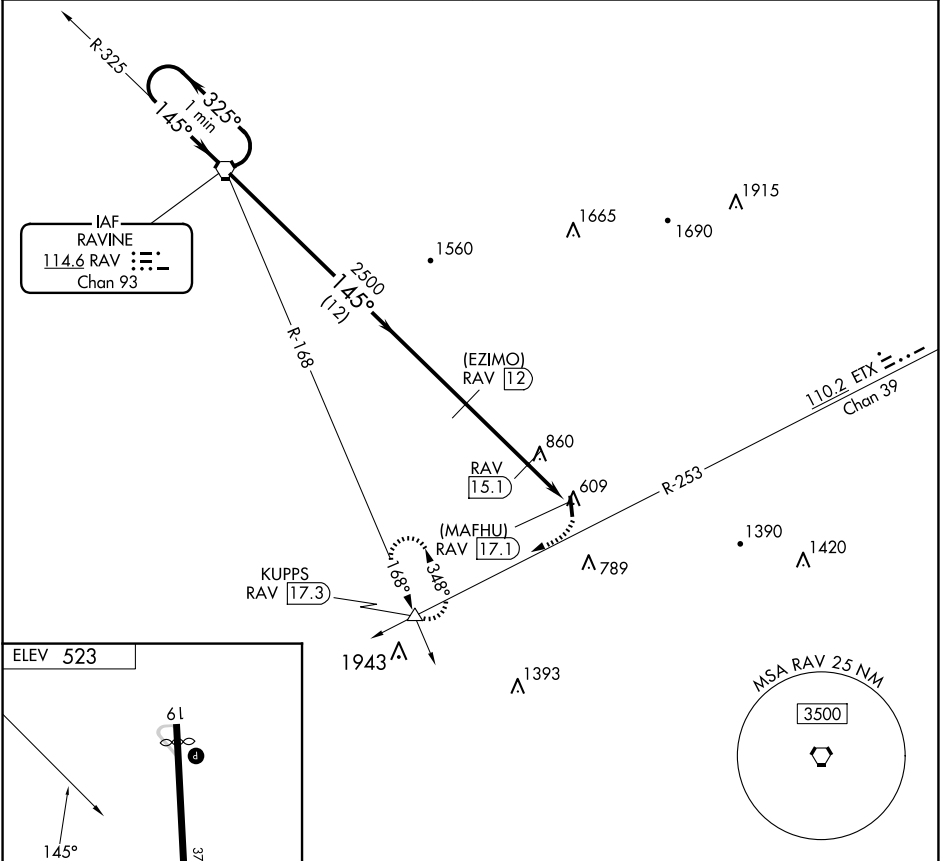 R-325
325°
1 min
145°
IAF
RAVINE
114.6 RAV
Chan 93
1915
1665
1690
1560
2500
145°
(12)
R-168
(EZIMO)
RAV 12
110.2 ETX
Chan 39
860
RAV
15.1
609
R-253
(MAFHU)
RAV 17.1
1390
1420
789
168°
348°
KUPPS
RAV 17.3
1943
1393
MSA RAV 25 NM
3500
ELEV 523
19
P
145°
37